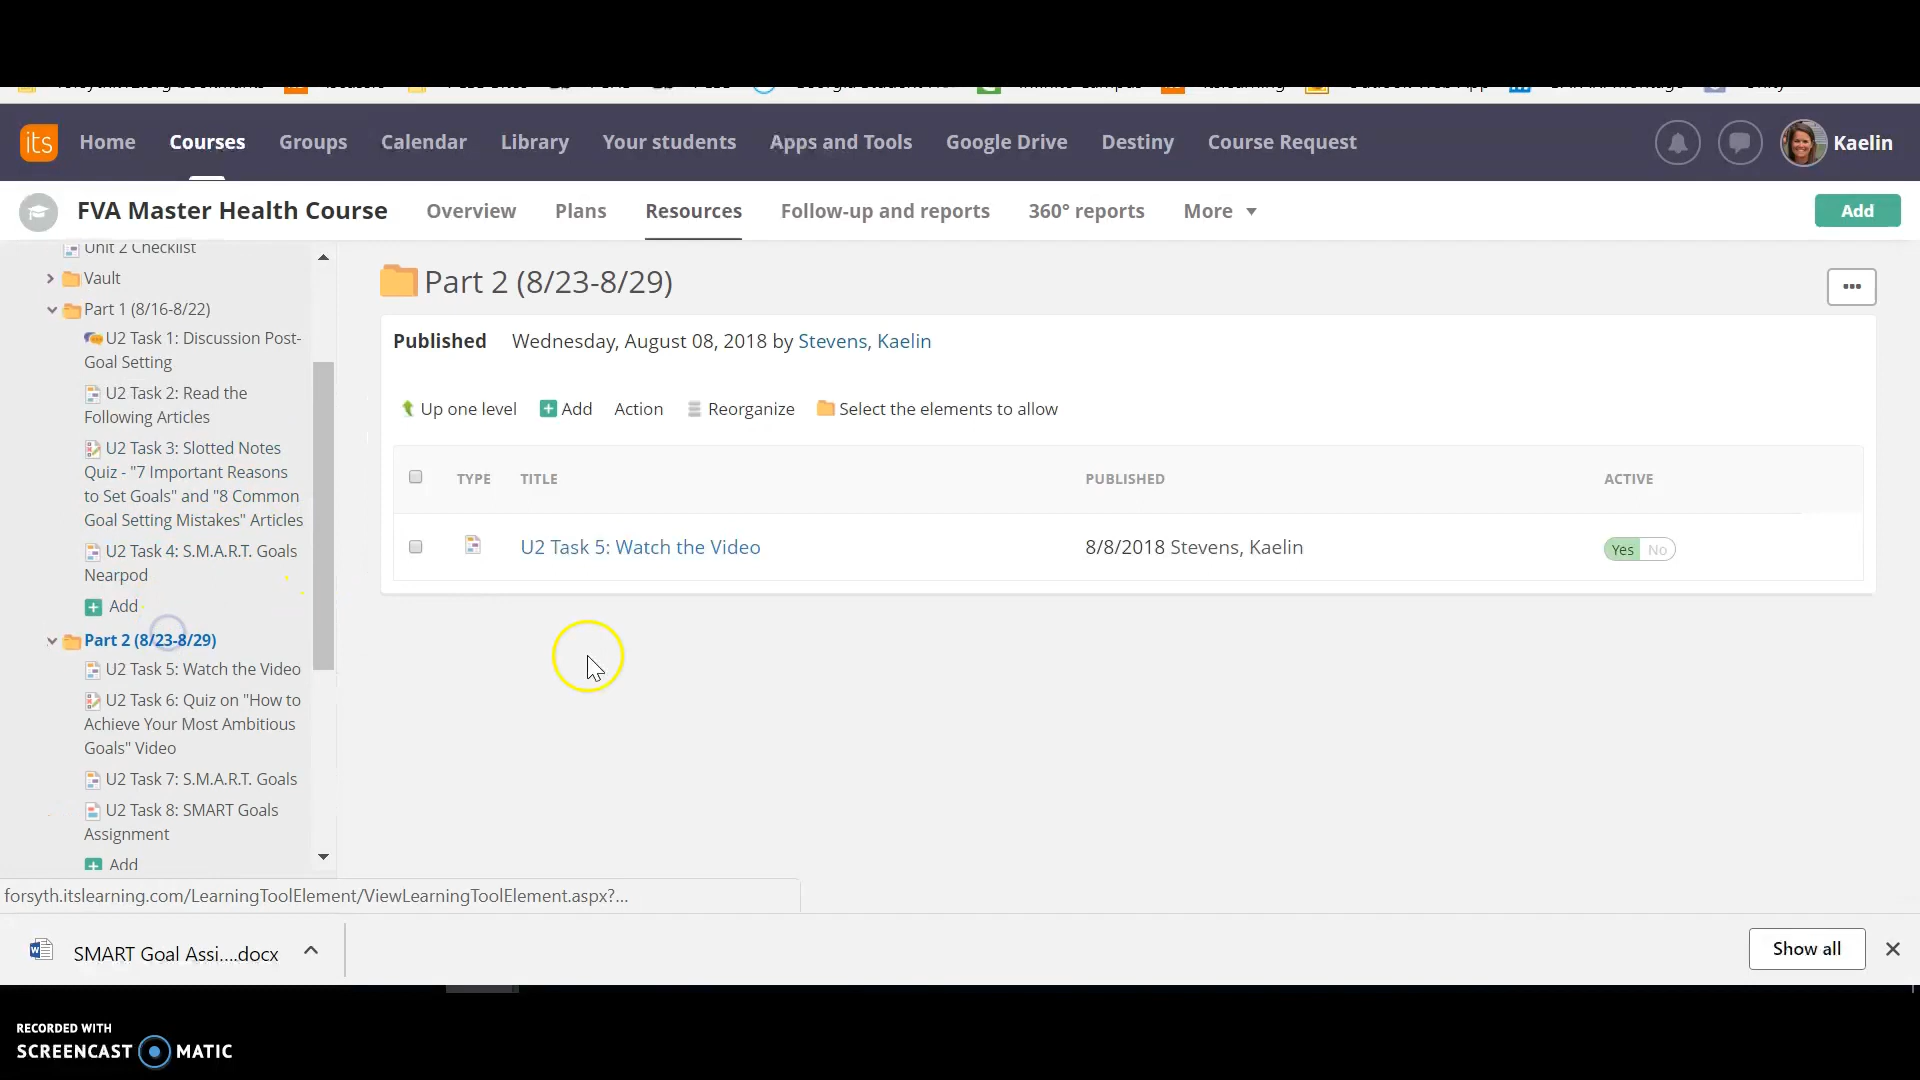 its Home Courses Groups Calendar Library Your students Apps and Tools Google Drive Destiny Course Request Kaelin
FVA Master Health Course Overview Plans Resources Follow-up and reports 360° reports More Add
Unit 2 Checklist
Vault
Part 1 (8/16-8/22)
U2 Task 1: Discussion Post-
Goal Setting
U2 Task 2: Read the
Following Articles
U2 Task 3: Slotted Notes
Quiz - "7 Important Reasons
to Set Goals" and "8 Common
Goal Setting Mistakes" Articles
U2 Task 4: S.M.A.R.T. Goals
Nearpod
Add
Part 2 (8/23-8/29)
U2 Task 5: Watch the Video
U2 Task 6: Quiz on "How to
Achieve Your Most Ambitious
Goals" Video
U2 Task 7: S.M.A.R.T. Goals
U2 Task 8: SMART Goals
Assignment
Add
Part 2 (8/23-8/29)
...
Published Wednesday, August 08, 2018 by Stevens, Kaelin
Up one level Add Action Reorganize Select the elements to allow
TYPE TITLE PUBLISHED ACTIVE
U2 Task 5: Watch the Video 8/8/2018 Stevens, Kaelin Yes No
forsyth.itslearning.com/LearningToolElement/ViewLearningToolElement.aspx?...
SMART Goal Assi....docx Show all
RECORDED WITH
SCREENCAST MATIC